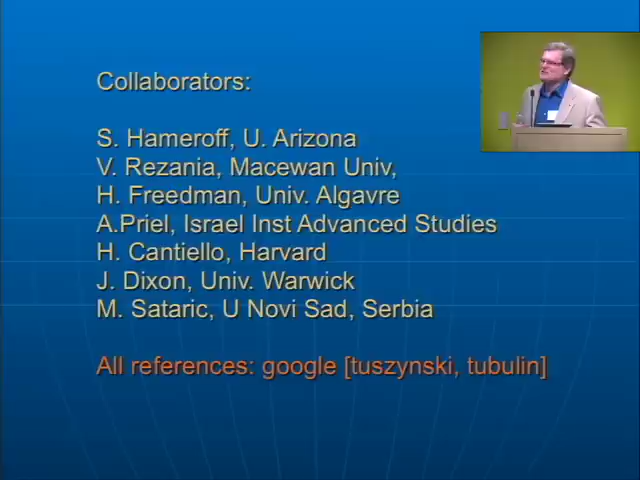 Collaborators:
S. Hameroff, U. Arizona
V. Rezania, Macewan Univ,
H. Freedman, Univ. Algavre
A.Priel, Israel Inst Advanced Studies
H. Cantiello, Harvard
J. Dixon, Univ. Warwick
M. Sataric, U Novi Sad, Serbia
All references: google [tuszynski, tubulin]